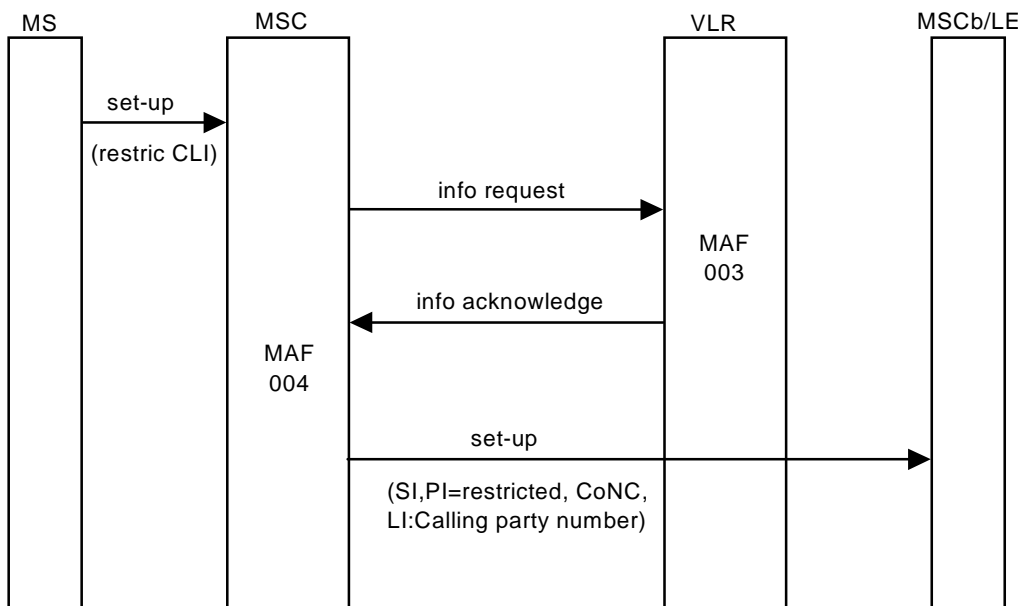 MS
MSC
VLR
MSCb/LE
set-up
(restric CLI)
info request
MAF
003
info acknowledge
MAF
004
set-up
(SI,PI=restricted, CoNC,
LI:Calling party number)